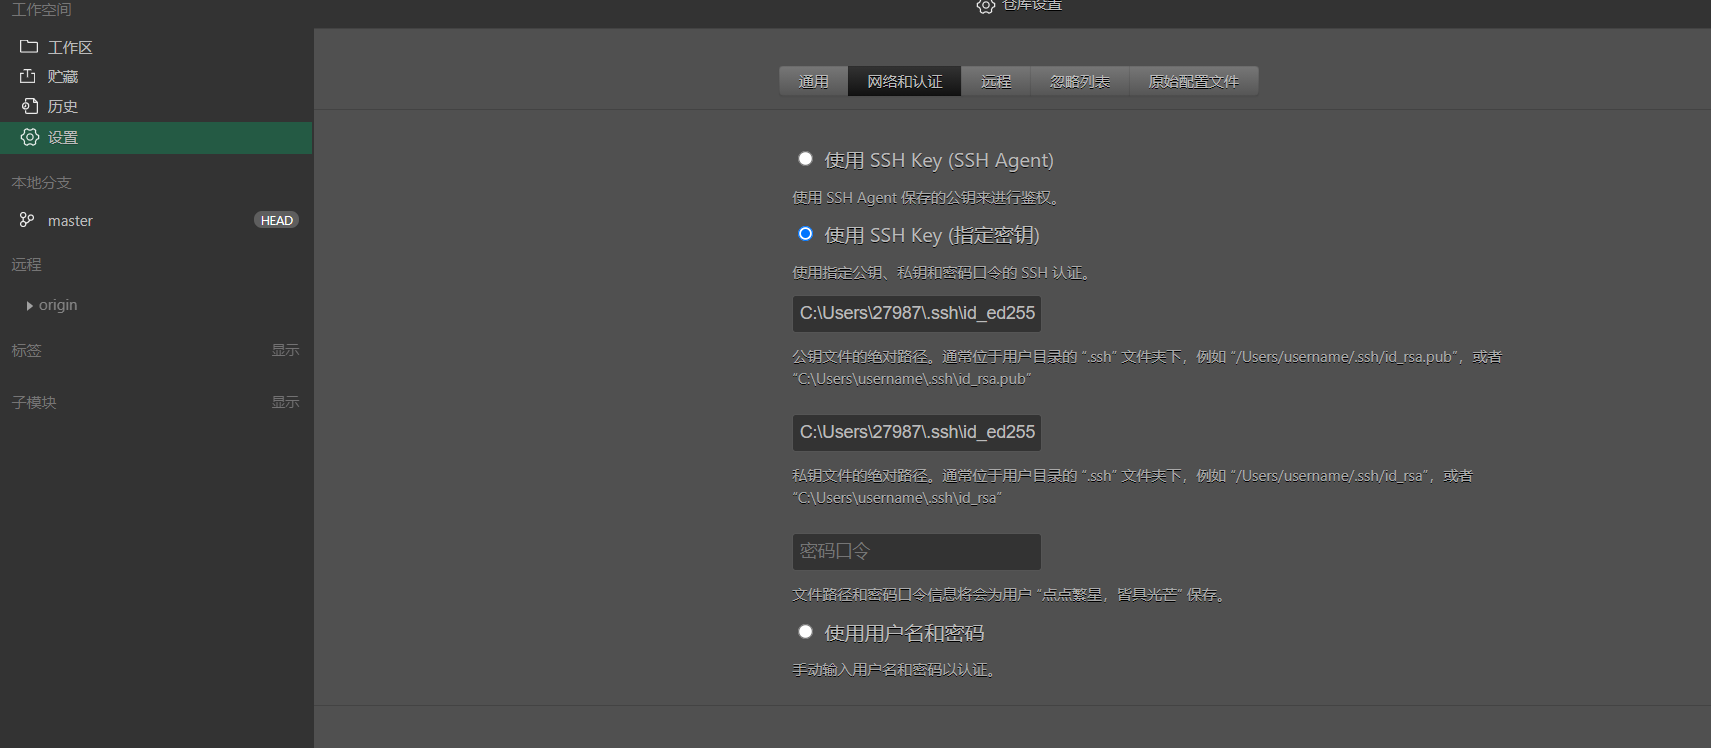 工作空间
仓库设置
工作区
贮藏
历史
设置
本地分支
master HEAD
远程
origin
标签 显示
子模块 显示
通用 网络和认证 远程 忽略列表 原始配置文件
使用 SSH Key (SSH Agent)
使用 SSH Agent 保存的公钥来进行鉴权。
使用 SSH Key (指定密钥)
使用指定公钥、私钥和密码口令的 SSH 认证。
C:\Users\27987\.ssh\id_ed255
公钥文件的绝对路径。通常位于用户目录的 “.ssh” 文件夹下，例如 “/Users/username/.ssh/id_rsa.pub”，或者
“C:\Users\username\.ssh\id_rsa.pub”
C:\Users\27987\.ssh\id_ed255
私钥文件的绝对路径。通常位于用户目录的 “.ssh” 文件夹下，例如 “/Users/username/.ssh/id_rsa”，或者
“C:\Users\username\.ssh\id_rsa”
密码口令
文件路径和密码口令信息将会为用户 “点点繁星，皆具光芒” 保存。
使用用户名和密码
手动输入用户名和密码以认证。